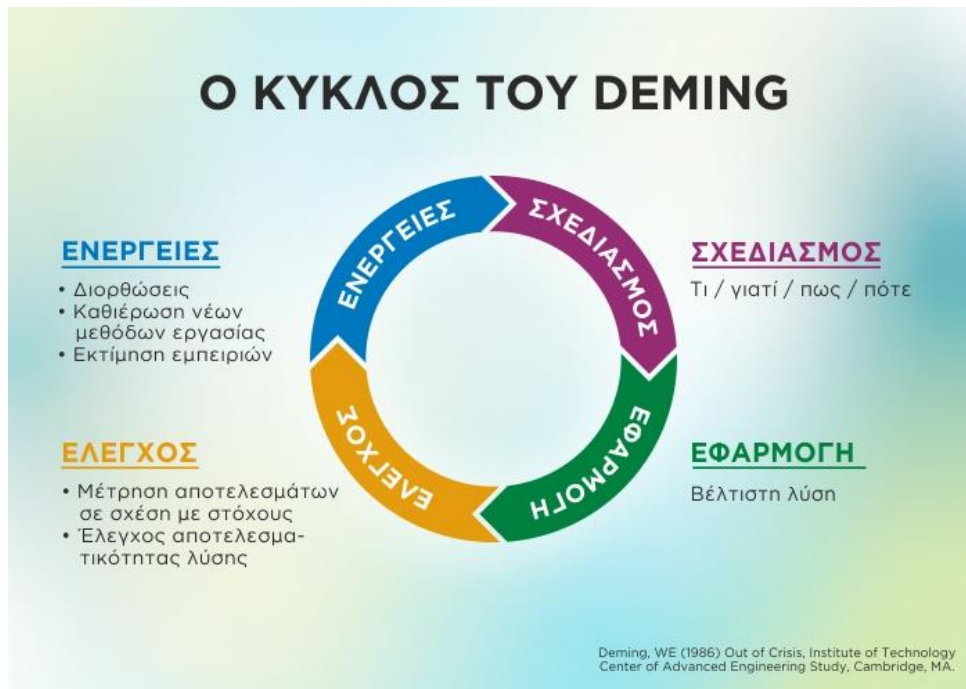 Ο ΚΥΚΛΟΣ ΤΟΥ DEMING
ΕΝΕΡΓΕΙΕΣ
• Διορθώσεις
• Καθιέρωση νέων
μεθόδων εργασίας
• Εκτίμηση εμπειριών
ΕΛΕΓΧΟΣ
• Μέτρηση αποτελεσμάτων
σε σχέση με στόχους
• Έλεγχος αποτελεσμα-
τικότητας λύσης
ΕΝΕΡΓΕΙΕΣ
ΣΧΕΔΙΑΣΜΟΣ
ΕΦΑΡΜΟΓΗ
ΕΛΕΓΧΟΣ
ΣΧΕΔΙΑΣΜΟΣ
Τι / γιατί / πως / πότε
ΕΦΑΡΜΟΓΗ
Βέλτιστη λύση
Deming, WE (1986) Out of Crisis, Institute of Technology
Center of Advanced Engineering Study, Cambridge, MA.